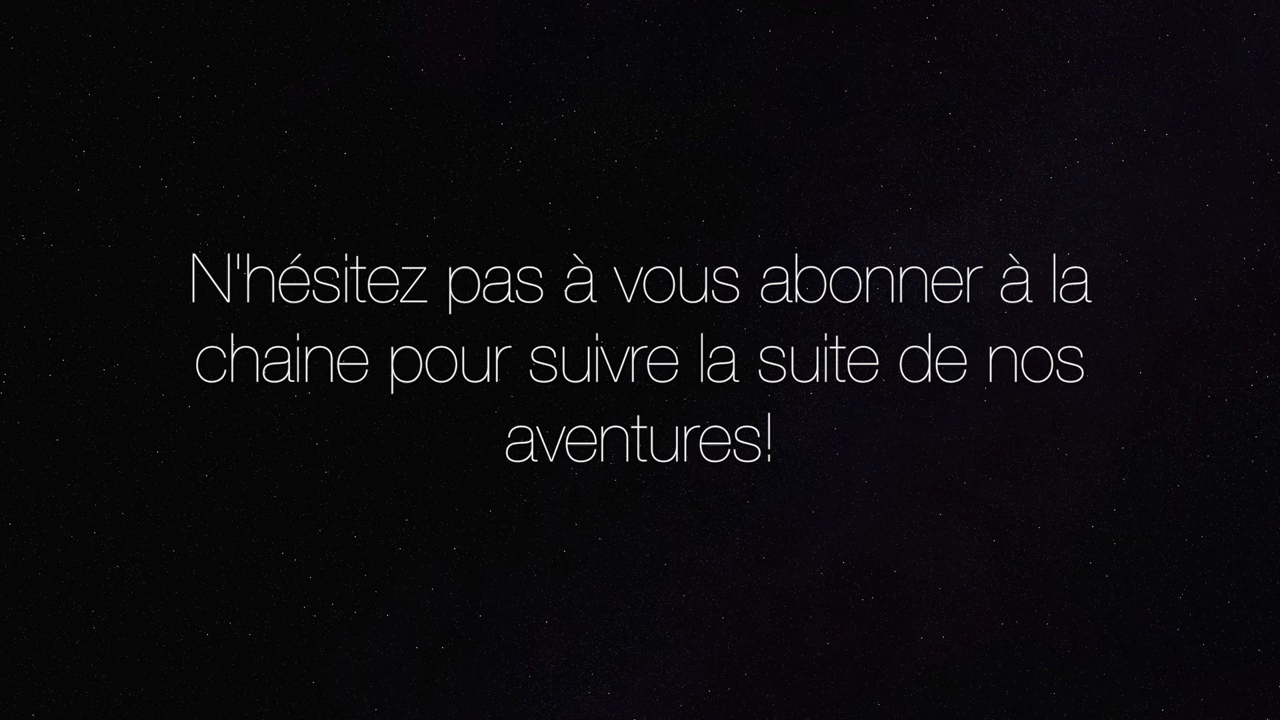 N'hésitez pas à vous abonner à la
chaine pour suivre la suite de nos
aventures!